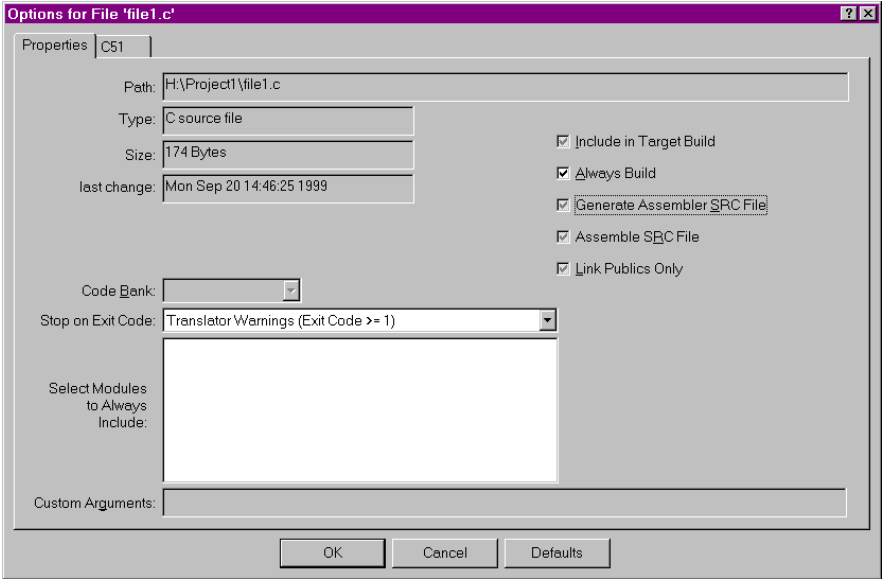 Options for File 'file1.c'
Properties C51
Path: H:\Project1\file1.c
Type: C source file
Size: 174 Bytes
last change: Mon Sep 20 14:46:25 1999
Include in Target Build
Always Build
Generate Assembler SRC File
Assemble SRC File
Link Publics Only
Code Bank:
Stop on Exit Code: Translator Warnings (Exit Code >= 1)
Select Modules
to Always
Include:
Custom Arguments:
OK Cancel Defaults